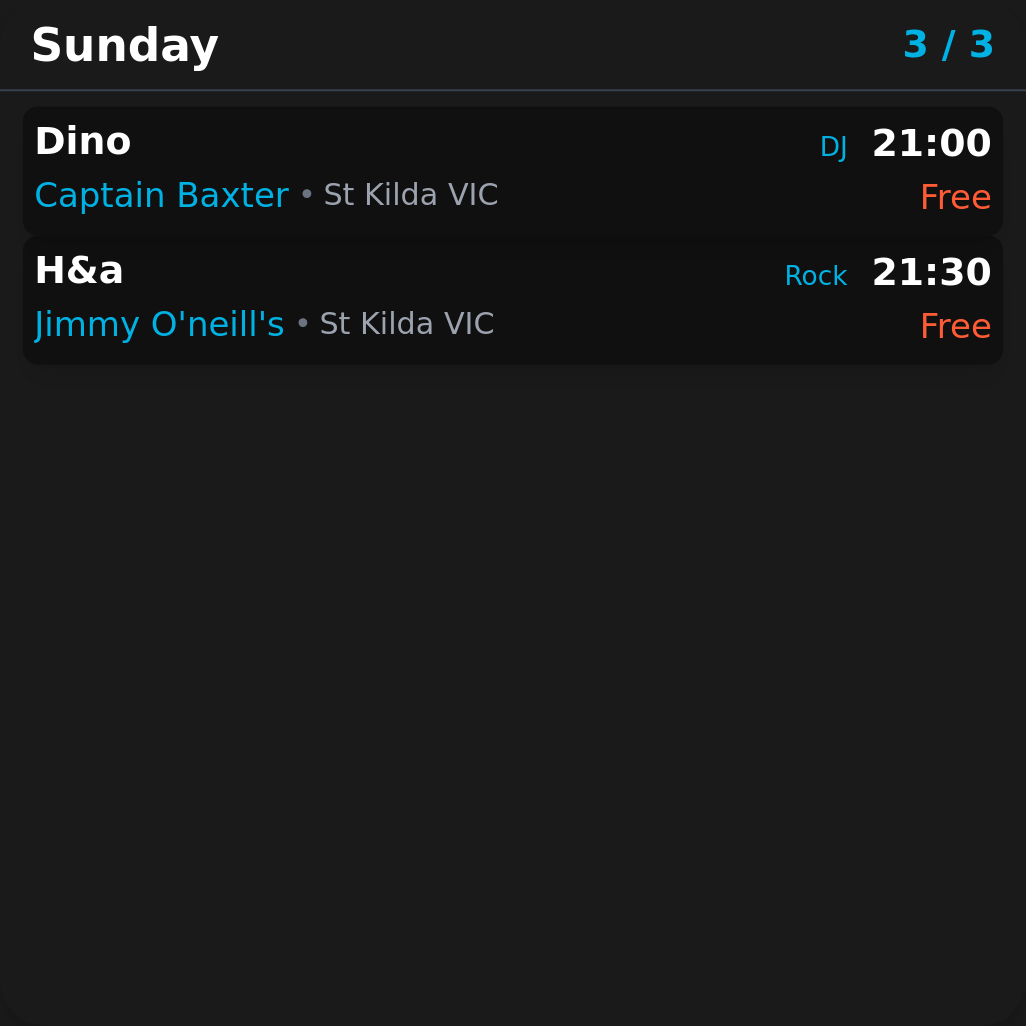 Sunday 3 / 3
Dino DJ 21:00
Captain Baxter • St Kilda VIC Free
H&a Rock 21:30
Jimmy O'neill's • St Kilda VIC Free